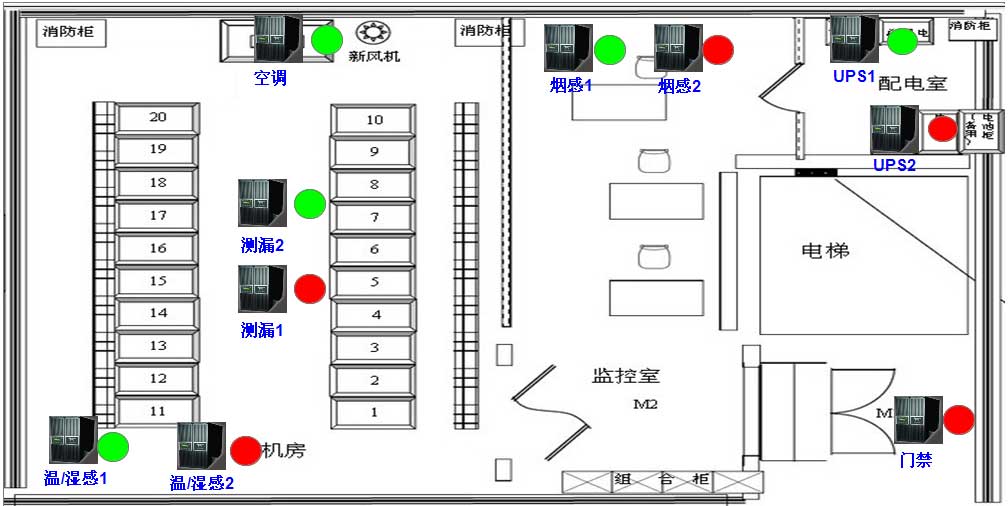 消防柜
消防柜
消防柜
新风机
空调
烟感1
烟感2
UPS1
配电室
电池柜
(备用)
UPS2
20
19
18
17
16
15
14
13
12
11
10
9
8
7
6
5
4
3
2
1
测漏2
测漏1
电梯
监控室
M2
M
门禁
温/湿感1
温/湿感2
机房
组合柜